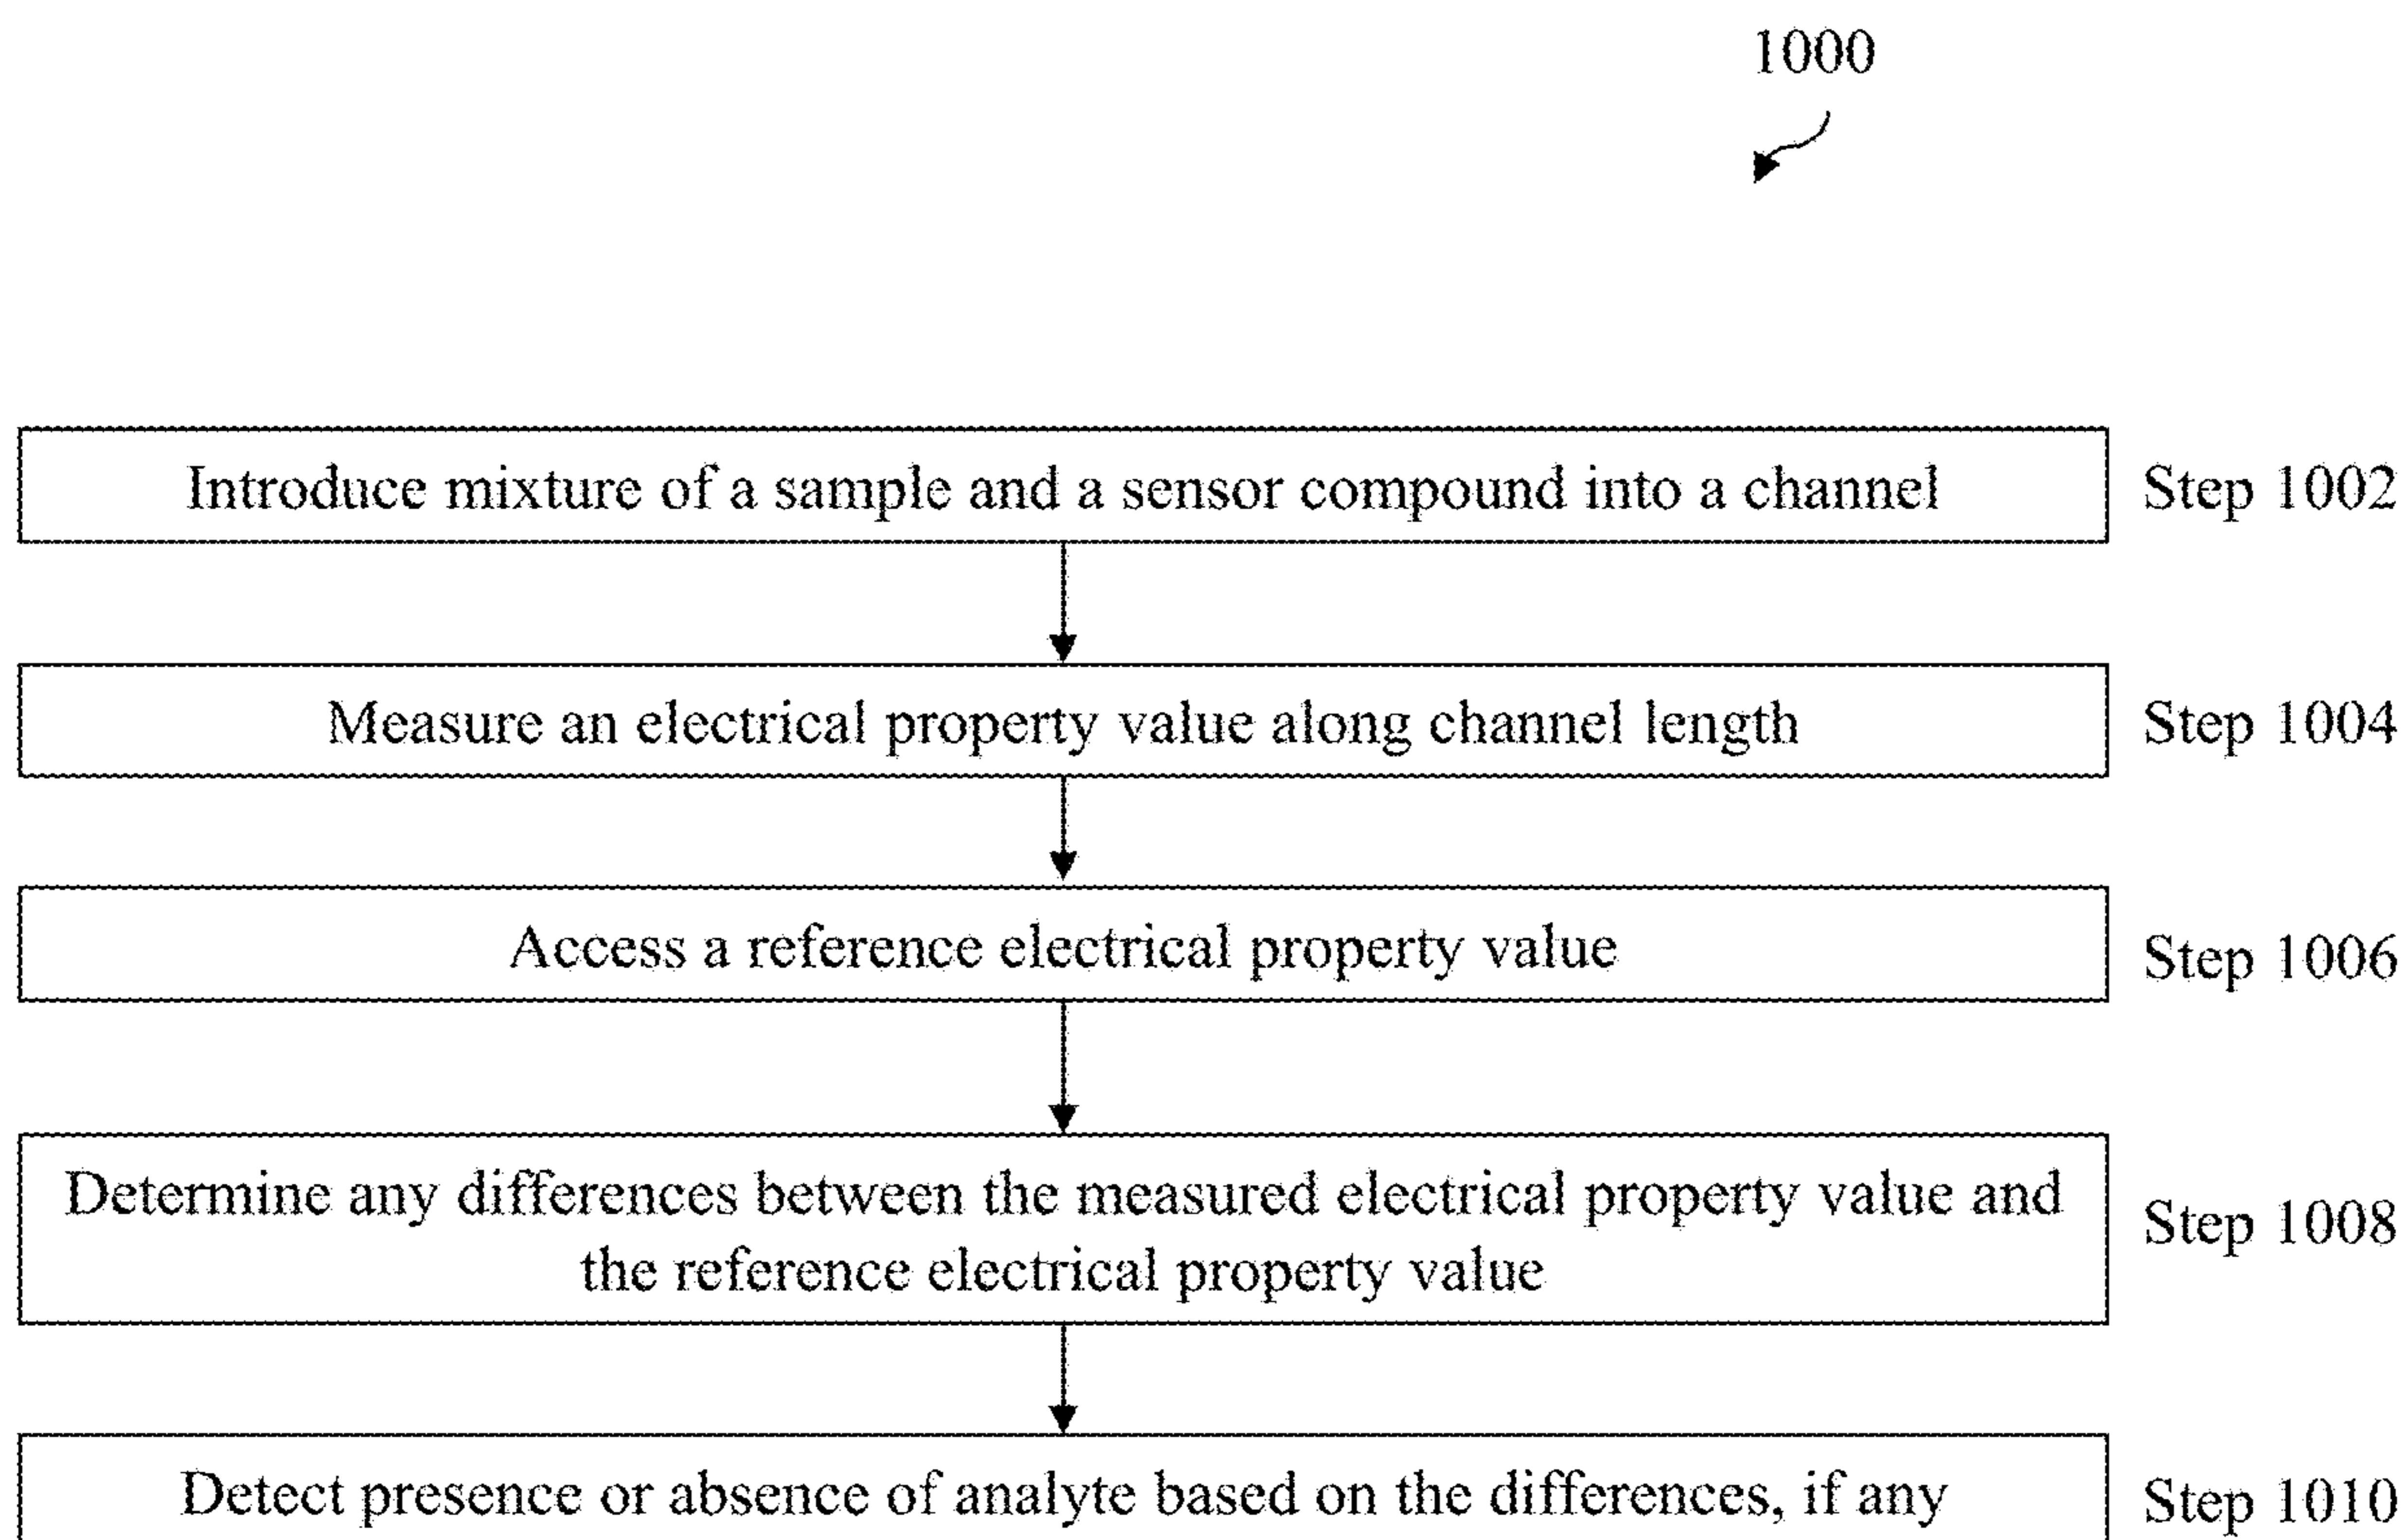 1000
Introduce mixture of a sample and a sensor compound into a channel Step 1002
Measure an electrical property value along channel length Step 1004
Access a reference electrical property value Step 1006
Determine any differences between the measured electrical property value and
the reference electrical property value
Step 1008
Detect presence or absence of analyte based on the differences, if any Step 1010